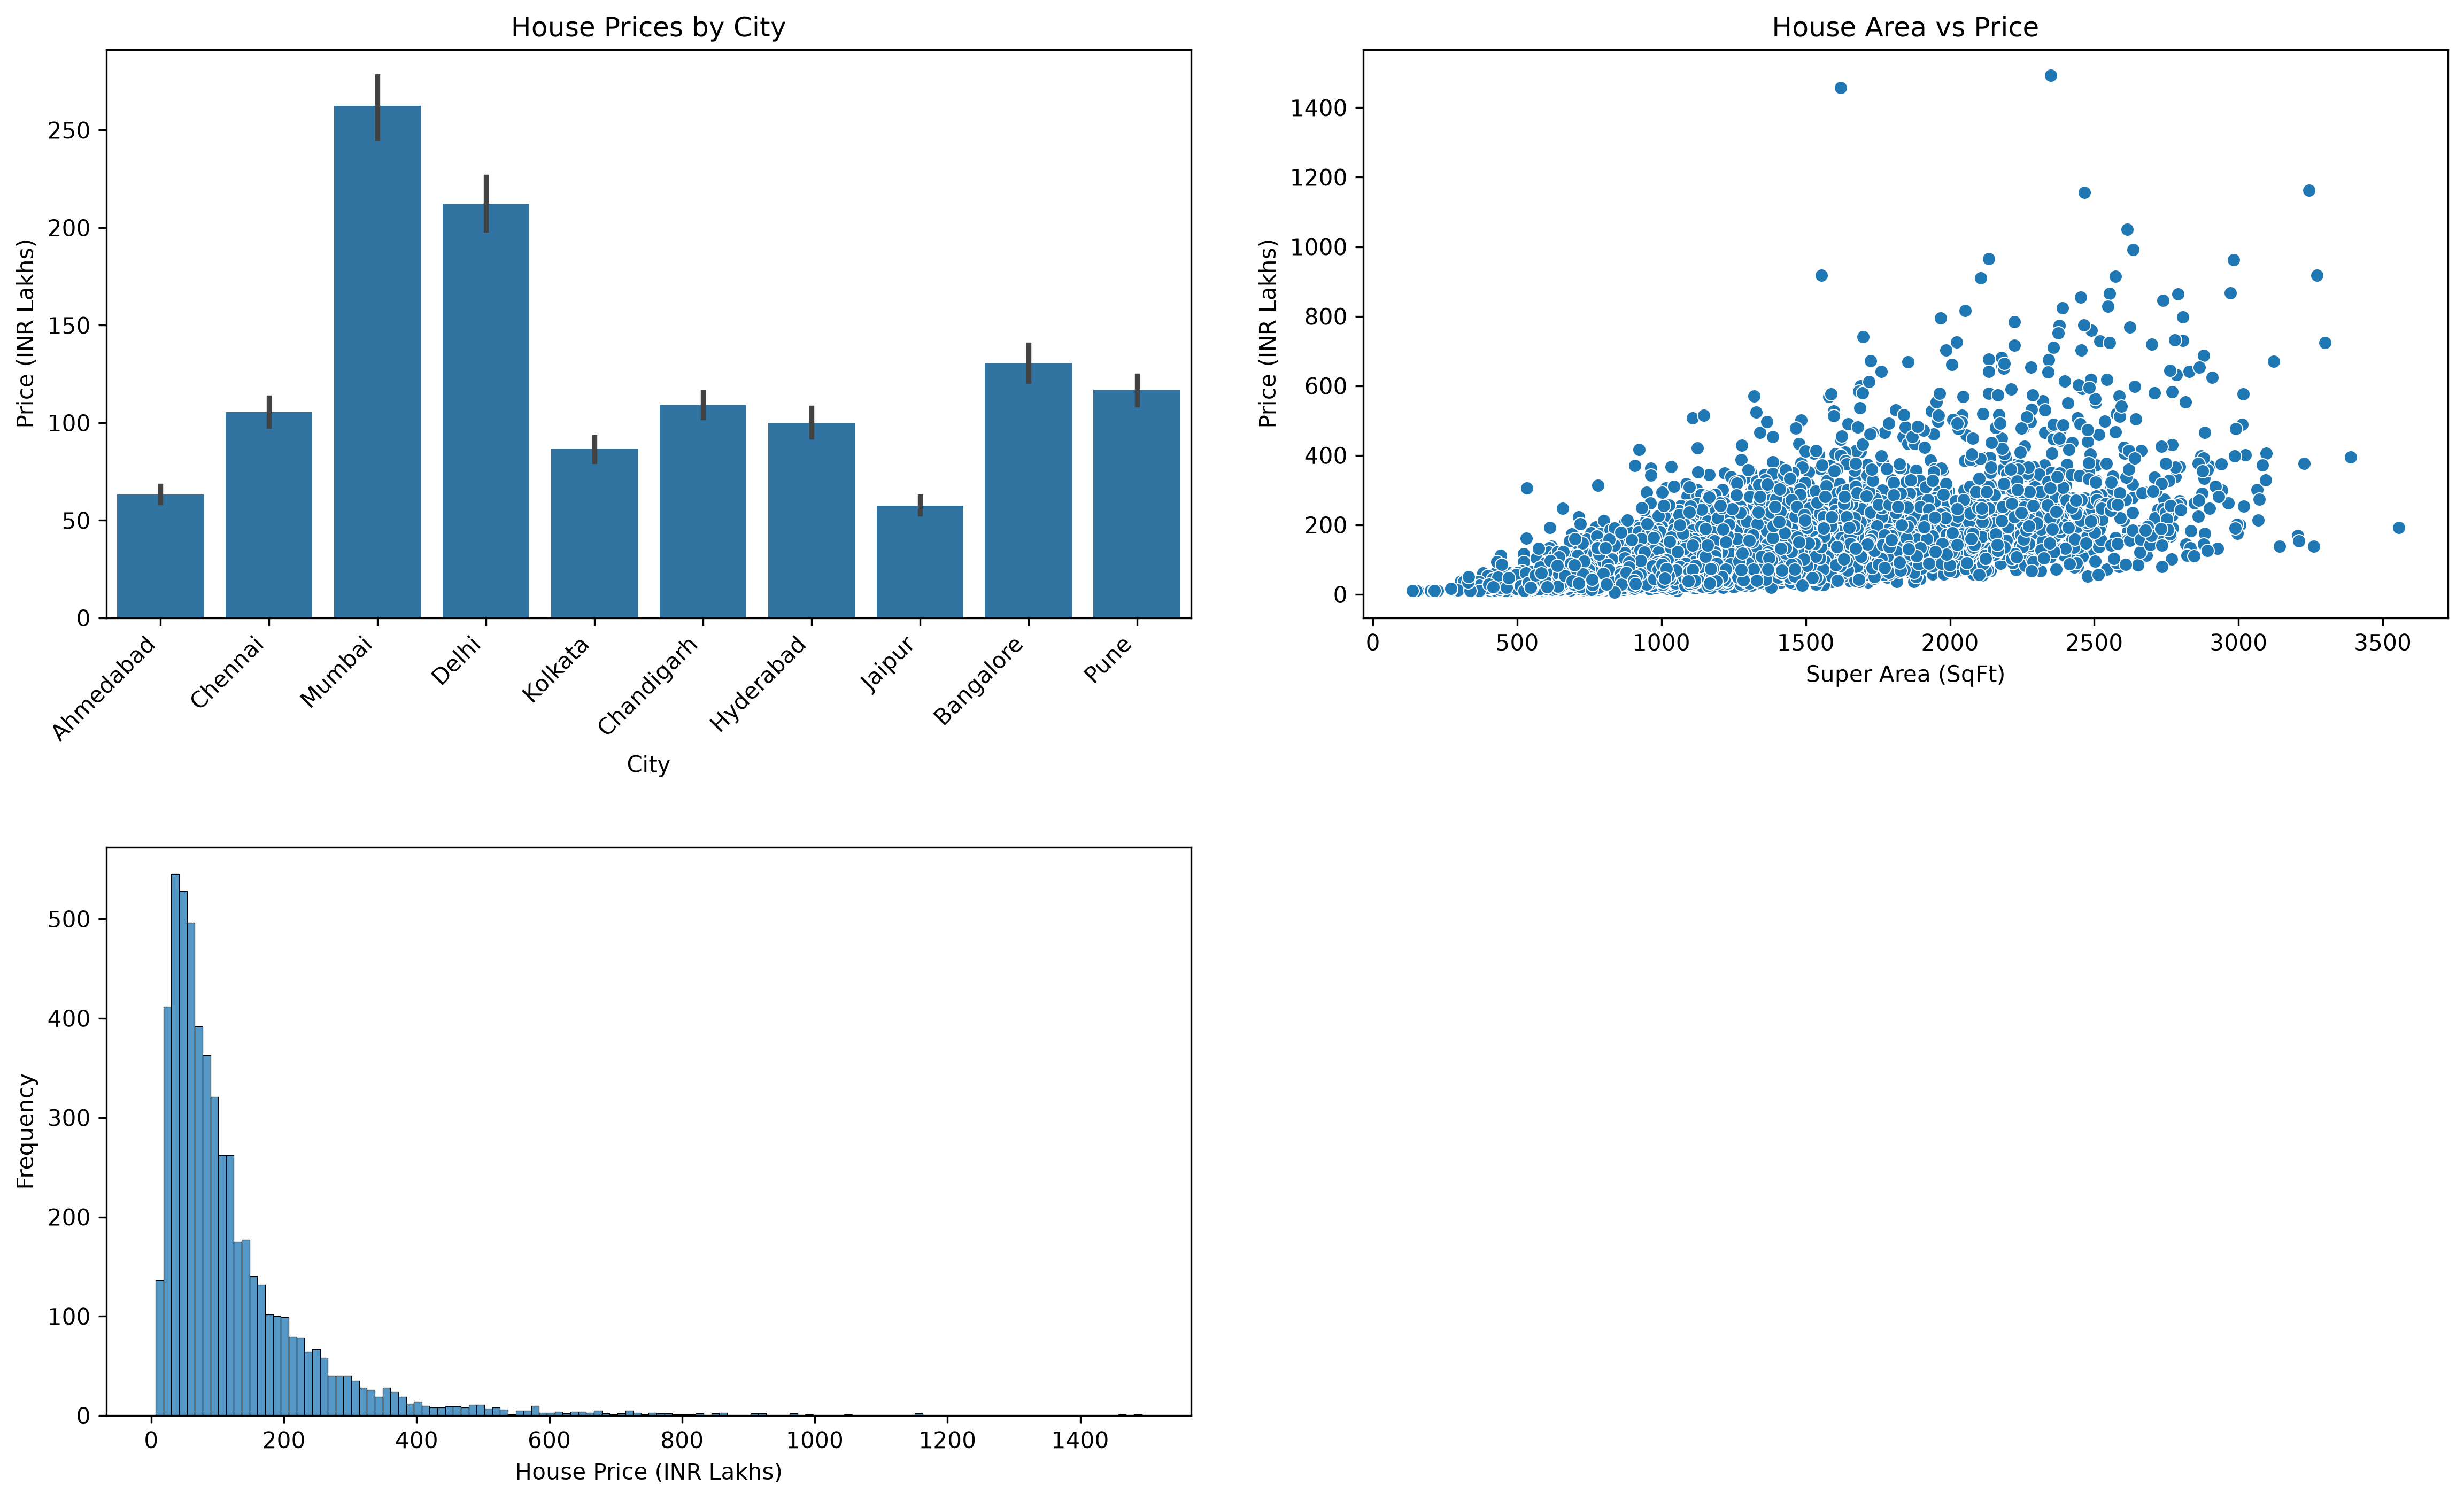 House Prices by City
Price (INR Lakhs)
250
200
150
100
50
0
Ahmedabad
Chennai
Mumbai
Delhi
Kolkata
Chandigarh
Hyderabad
Jaipur
Bangalore
Pune
City
House Area vs Price
Price (INR Lakhs)
1400
1200
1000
800
600
400
200
0
0 500 1000 1500 2000 2500 3000 3500
Super Area (SqFt)
Frequency
500
400
300
200
100
0
0 200 400 600 800 1000 1200 1400
House Price (INR Lakhs)